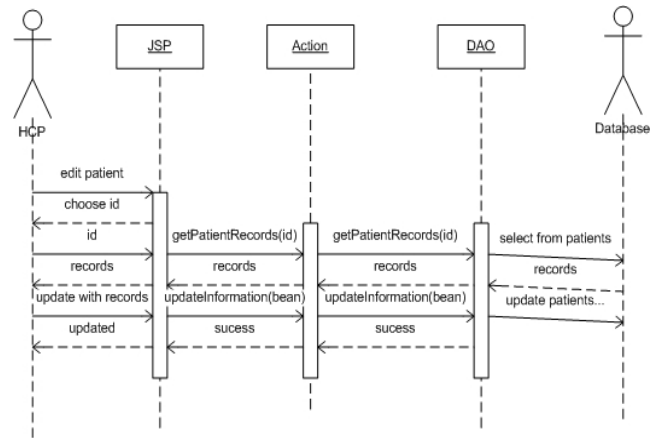 JSP
Action
DAO
HCP
Database
edit patient
choose id
id
getPatientRecords(id)
getPatientRecords(id)
select from patients
records
records
records
records
update with records
updateInformation(bean)
updateInformation(bean)
update patients...
updated
sucess
sucess